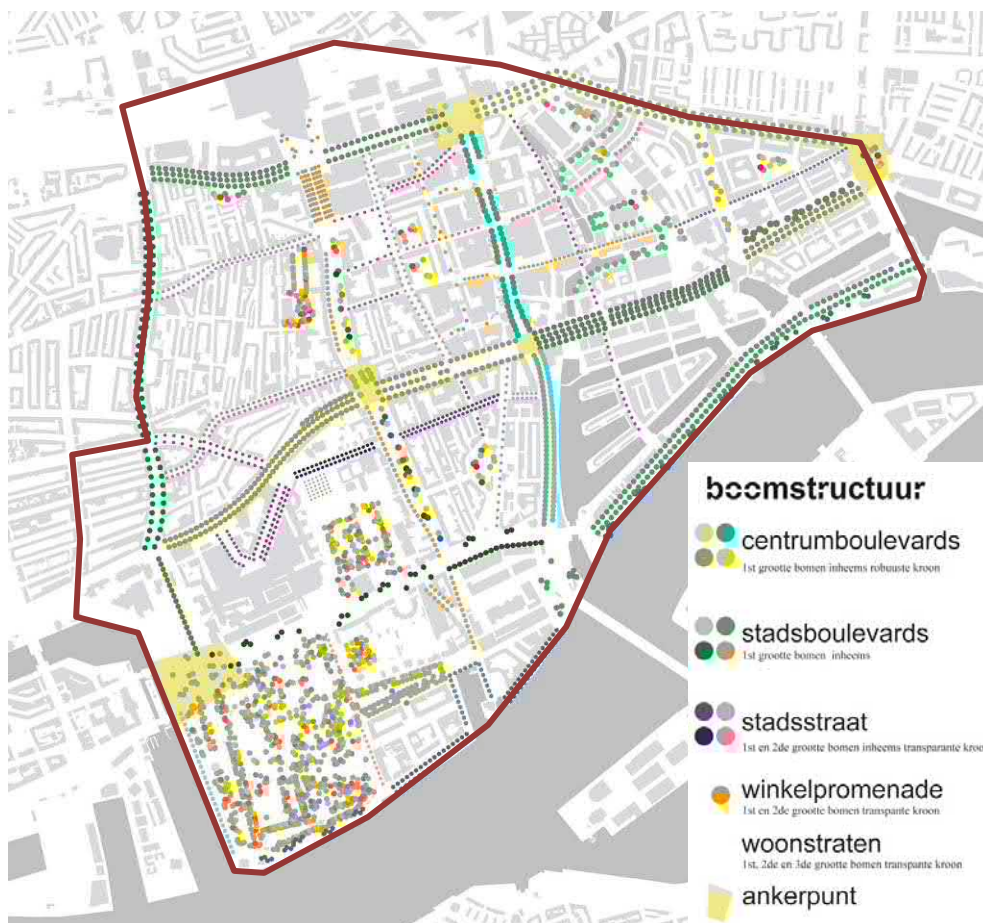 boomstructuur
centrumboulevards
1st grootte bomen inheems robuuste kroon
stadsboulevards
1st grootte bomen inheems
stadsstraat
1st en 2de grootte bomen inheems transparante kroo
winkelpromenade
1st en 2de grootte bomen transpante kroon
woonstraten
1st, 2de en 3de grootte bomen transpante kroon
ankerpunt